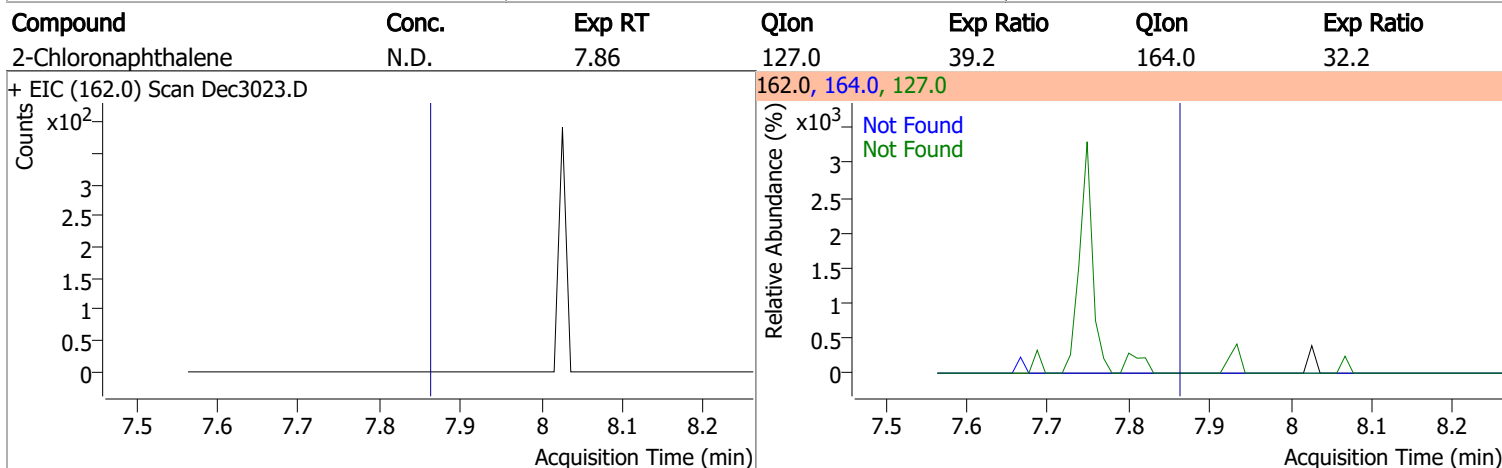 Compound Conc. Exp RT QIon Exp Ratio QIon Exp Ratio
2-Chloronaphthalene N.D. 7.86 127.0 39.2 164.0 32.2
+ EIC (162.0) Scan Dec3023.D
Counts
x10²
3
2.5
2
1.5
1
0.5
0
7.5 7.6 7.7 7.8 7.9 8 8.1 8.2
Acquisition Time (min)
162.0, 164.0, 127.0
Relative Abundance (%)
x10³
Not Found
Not Found
3
2.5
2
1.5
1
0.5
0
7.5 7.6 7.7 7.8 7.9 8 8.1 8.2
Acquisition Time (min)